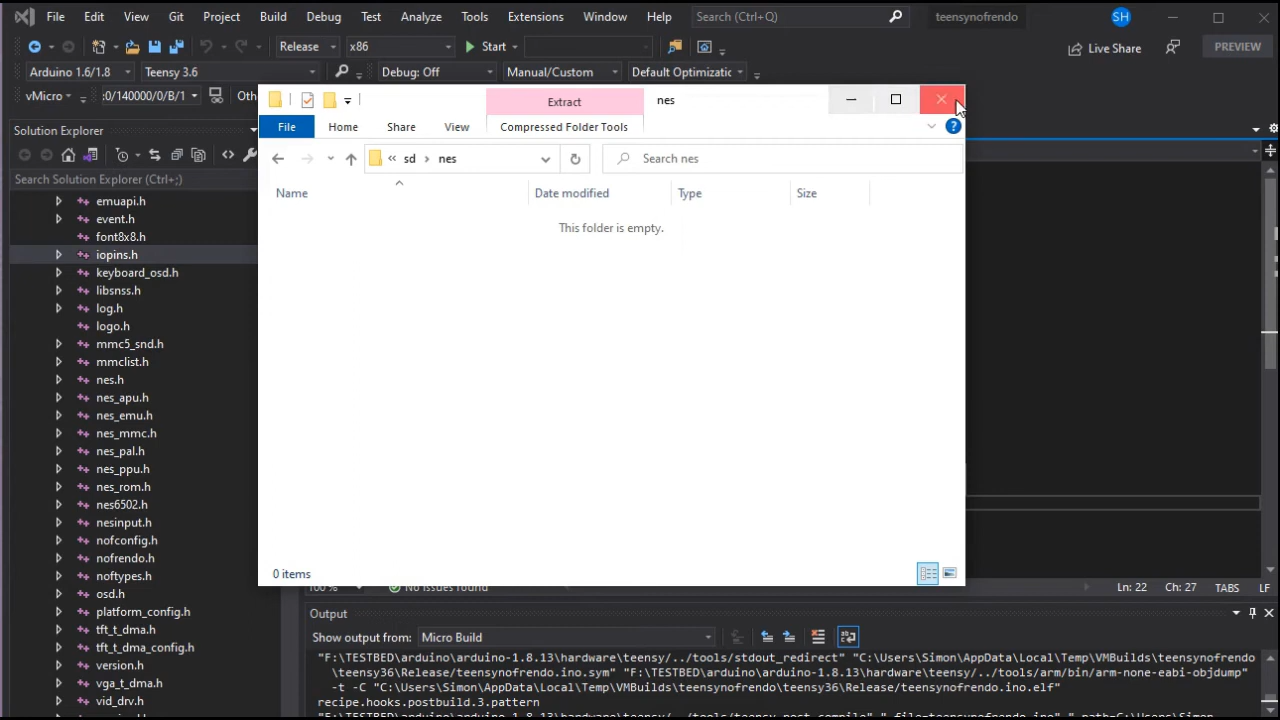 File Edit View Git Project Build Debug Test Analyze Tools Extensions Window Help Search (Ctrl+Q) teensynofrendo SH
Release x86 Start Live Share PREVIEW
Arduino 1.6/1.8 Teensy 3.6 Debug: Off Manual/Custom Default Optimizatic
vMicro :0/140000/0/B/1 Oth
Extract nes
File Home Share View Compressed Folder Tools
Solution Explorer
sd nes Search nes
Search Solution Explorer (Ctrl+;)
Name Date modified Type Size
This folder is empty.
emuapi.h
event.h
font8x8.h
iopins.h
keyboard_osd.h
libsnss.h
log.h
logo.h
mmc5_snd.h
mmclist.h
nes.h
nes_apu.h
nes_emu.h
nes_mmc.h
nes_pal.h
nes_ppu.h
nes_rom.h
nes6502.h
nesinput.h
nofconfig.h
nofrendo.h
noftypes.h
osd.h
platform_config.h
tft_t_dma.h
tft_t_dma_config.h
version.h
vga_t_dma.h
vid_drv.h
0 items
100 % No issues found Ln: 22 Ch: 27 TABS LF
Output
Show output from: Micro Build
"F:\TESTBED\arduino\arduino-1.8.13\hardware\teensy/../tools/stdout_redirect" "C:\Users\Simon\AppData\Local\Temp\VMBuilds\teensynofrendo
\teensy36\Release/teensynofrendo.ino.sym" "F:\TESTBED\arduino\arduino-1.8.13\hardware\teensy/../tools/arm/bin/arm-none-eabi-objdump"
-t -C "C:\Users\Simon\AppData\Local\Temp\VMBuilds\teensynofrendo\teensy36\Release/teensynofrendo.ino.elf"
recipe.hooks.postbuild.3.pattern